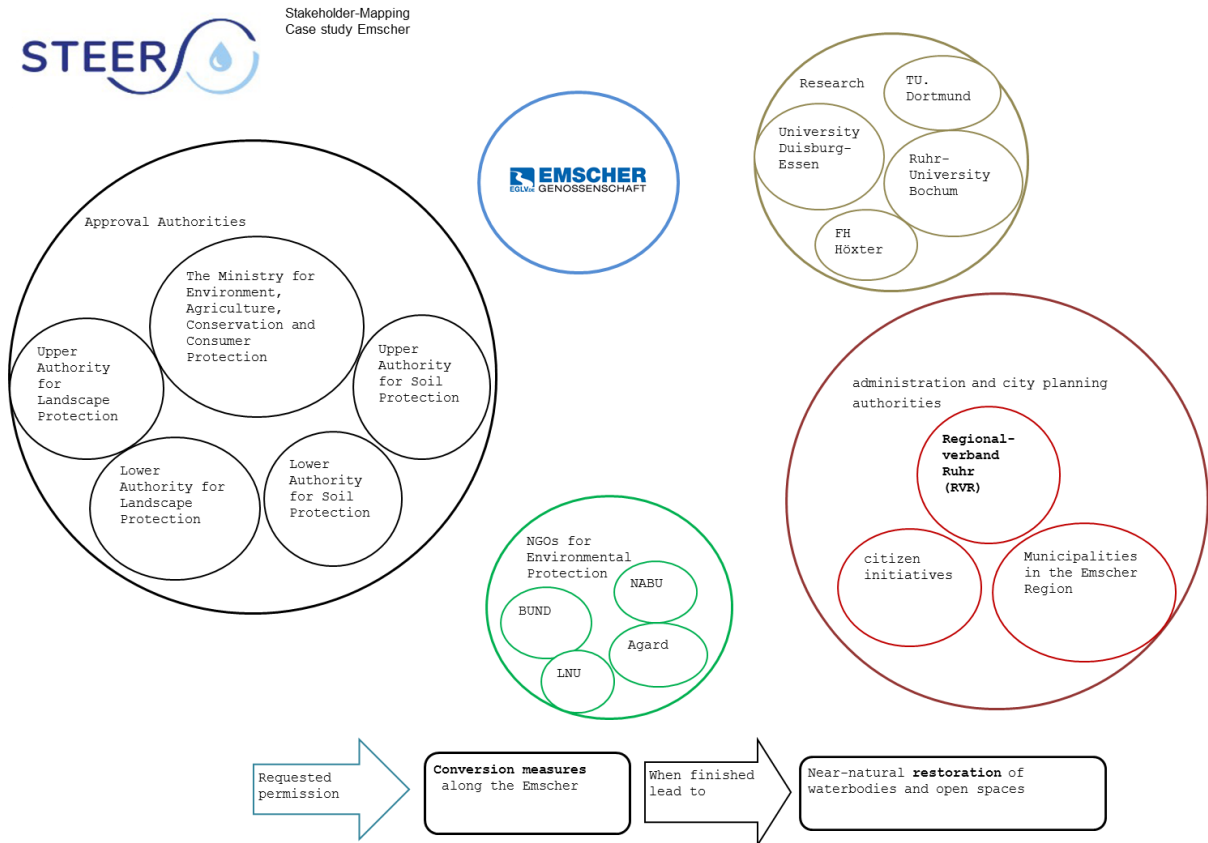 Stakeholder-Mapping
Case study Emscher
STEER
EGLV.de
EMSCHER
GENOSSENSCHAFT
Research
TU.
Dortmund
University
Duisburg-
Essen
Ruhr-
University
Bochum
FH
Höxter
Approval Authorities
The Ministry for
Environment,
Agriculture,
Conservation and
Consumer
Protection
Upper
Authority
for
Landscape
Protection
Upper
Authority
for Soil
Protection
Lower
Authority for
Landscape
Protection
Lower
Authority
for Soil
Protection
administration and city planning
authorities
Regional-
verband
Ruhr
(RVR)
citizen
initiatives
Municipalities
in the Emscher
Region
NGOs for
Environmental
Protection
NABU
BUND
Agard
LNU
Requested
permission
Conversion measures
along the Emscher
When finished
lead to
Near-natural restoration of
waterbodies and open spaces